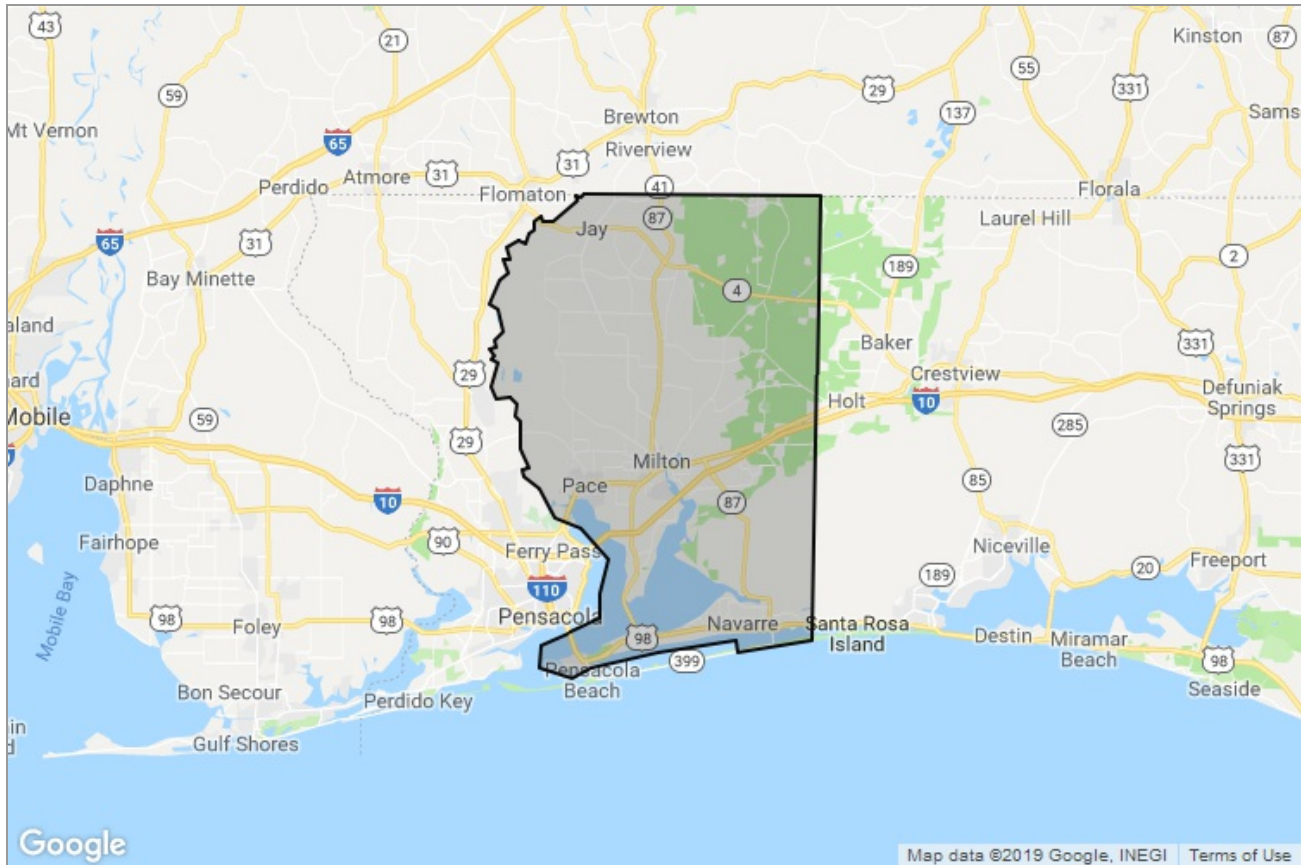 43
21
Kinston
87
59
55
331
29
137
Brewton
Mt Vernon
Riverview
Sams
65
31
Atmore
31
Perdido
Flomaton
41
Florala
87
Laurel Hill
Jay
65
31
2
Bay Minette
189
4
aland
Baker
331
29
Crestview
ard
Defuniak
Springs
Holt
10
Mobile
59
285
29
331
Milton
Daphne
Pace
85
10
87
Fairhope
90
Ferry Pass
Niceville
Freeport
189
20
110
Mobile Bay
Pensacola
98
Foley
98
Navarre
Santa Rosa
Island
98
Destin
Miramar
Beach
98
399
Pensacola
Beach
Bon Secour
Perdido Key
Seaside
Gulf Shores
Google
Map data ©2019 Google, INEGI
Terms of Use